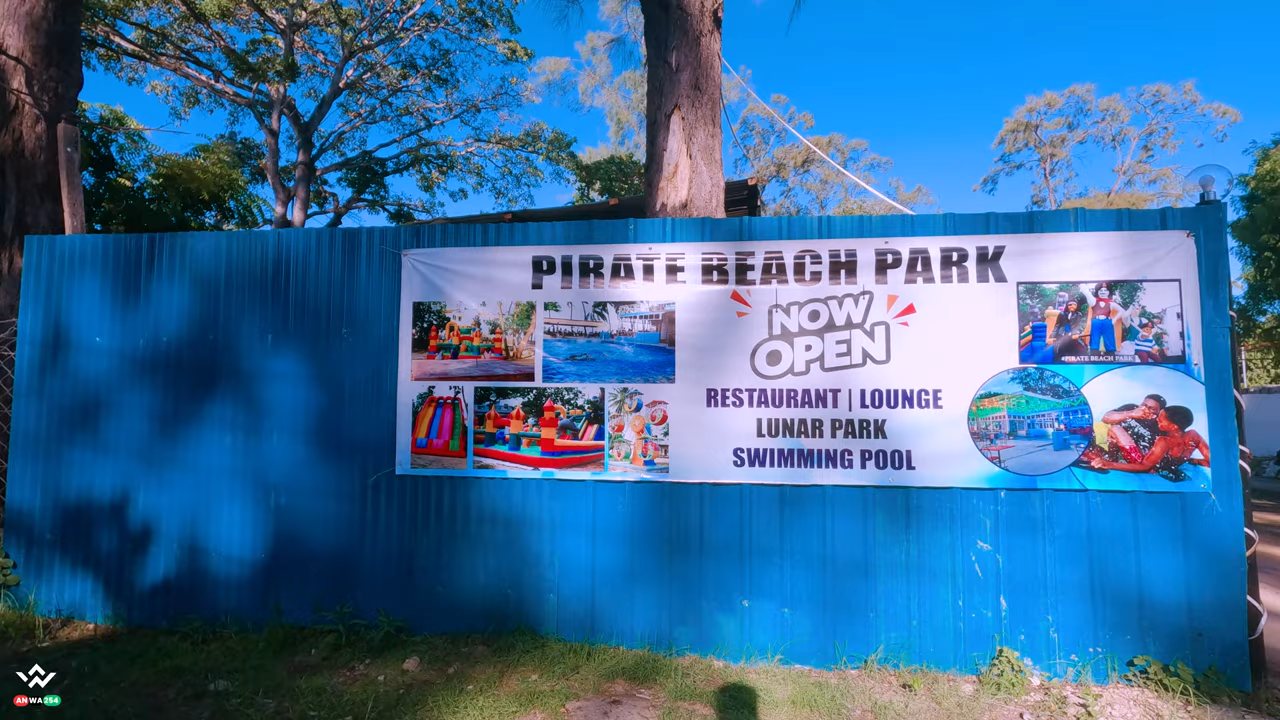 PIRATE BEACH PARK
NOW
OPEN
RESTAURANT | LOUNGE
LUNAR PARK
SWIMMING POOL
#PIRATE BEACH PARK
ANWA254